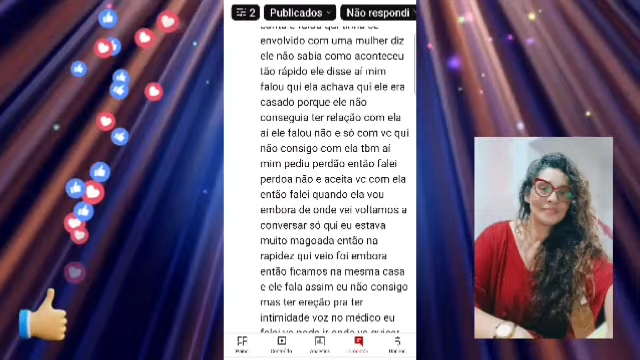 2 Publicados Não respondi
envolvido com uma mulher diz
ele não sabia como aconteceu
tão rápido ele disse aí mim
falou qui ela achava qui ele era
casado porque ele não
conseguia ter relação com ela
ai ele falou não e só com vc qui
não consigo com ela tbm aí
mim pediu perdão então falei
perdoa não e aceita vc com ela
então falei quando ela vou
embora de onde vei voltamos a
conversar só qui eu estava
muito magoada então na
rapidez qui veio foi embora
então ficamos na mesma casa
e ele fala assim eu não consigo
mas ter ereção pra ter
intimidade voz no médico eu
Conteúdo